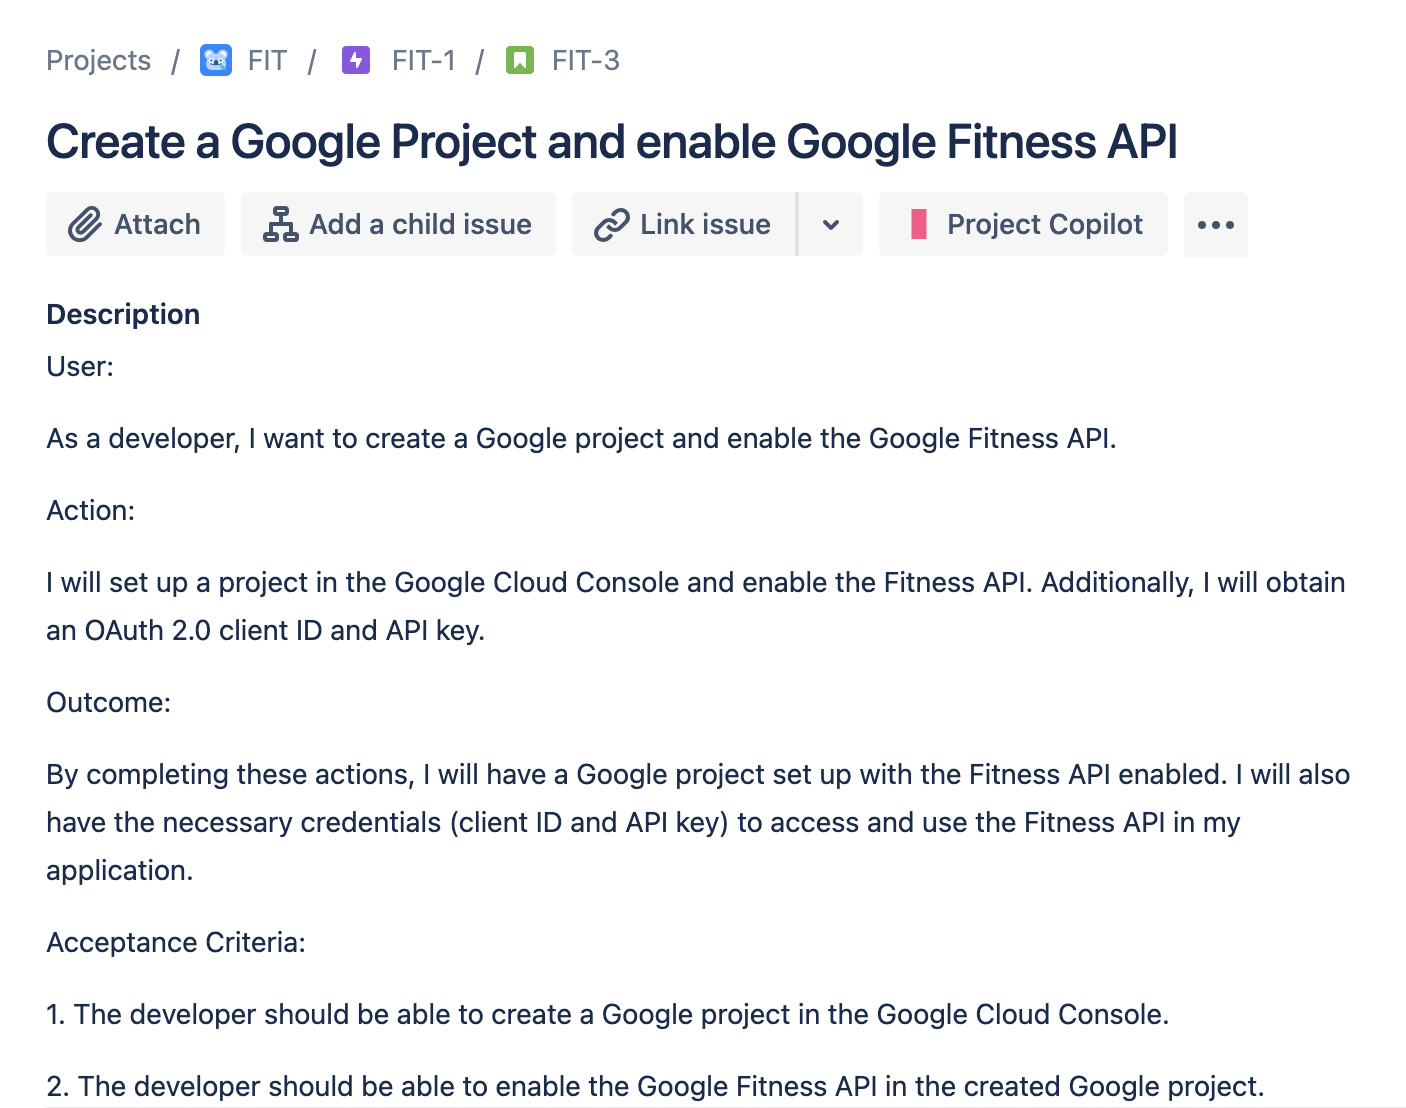 Projects / FIT / FIT-1 / FIT-3
Create a Google Project and enable Google Fitness API
Attach Add a child issue Link issue Project Copilot
Description
User:
As a developer, I want to create a Google project and enable the Google Fitness API.
Action:
I will set up a project in the Google Cloud Console and enable the Fitness API. Additionally, I will obtain
an OAuth 2.0 client ID and API key.
Outcome:
By completing these actions, I will have a Google project set up with the Fitness API enabled. I will also
have the necessary credentials (client ID and API key) to access and use the Fitness API in my
application.
Acceptance Criteria:
1. The developer should be able to create a Google project in the Google Cloud Console.
2. The developer should be able to enable the Google Fitness API in the created Google project.